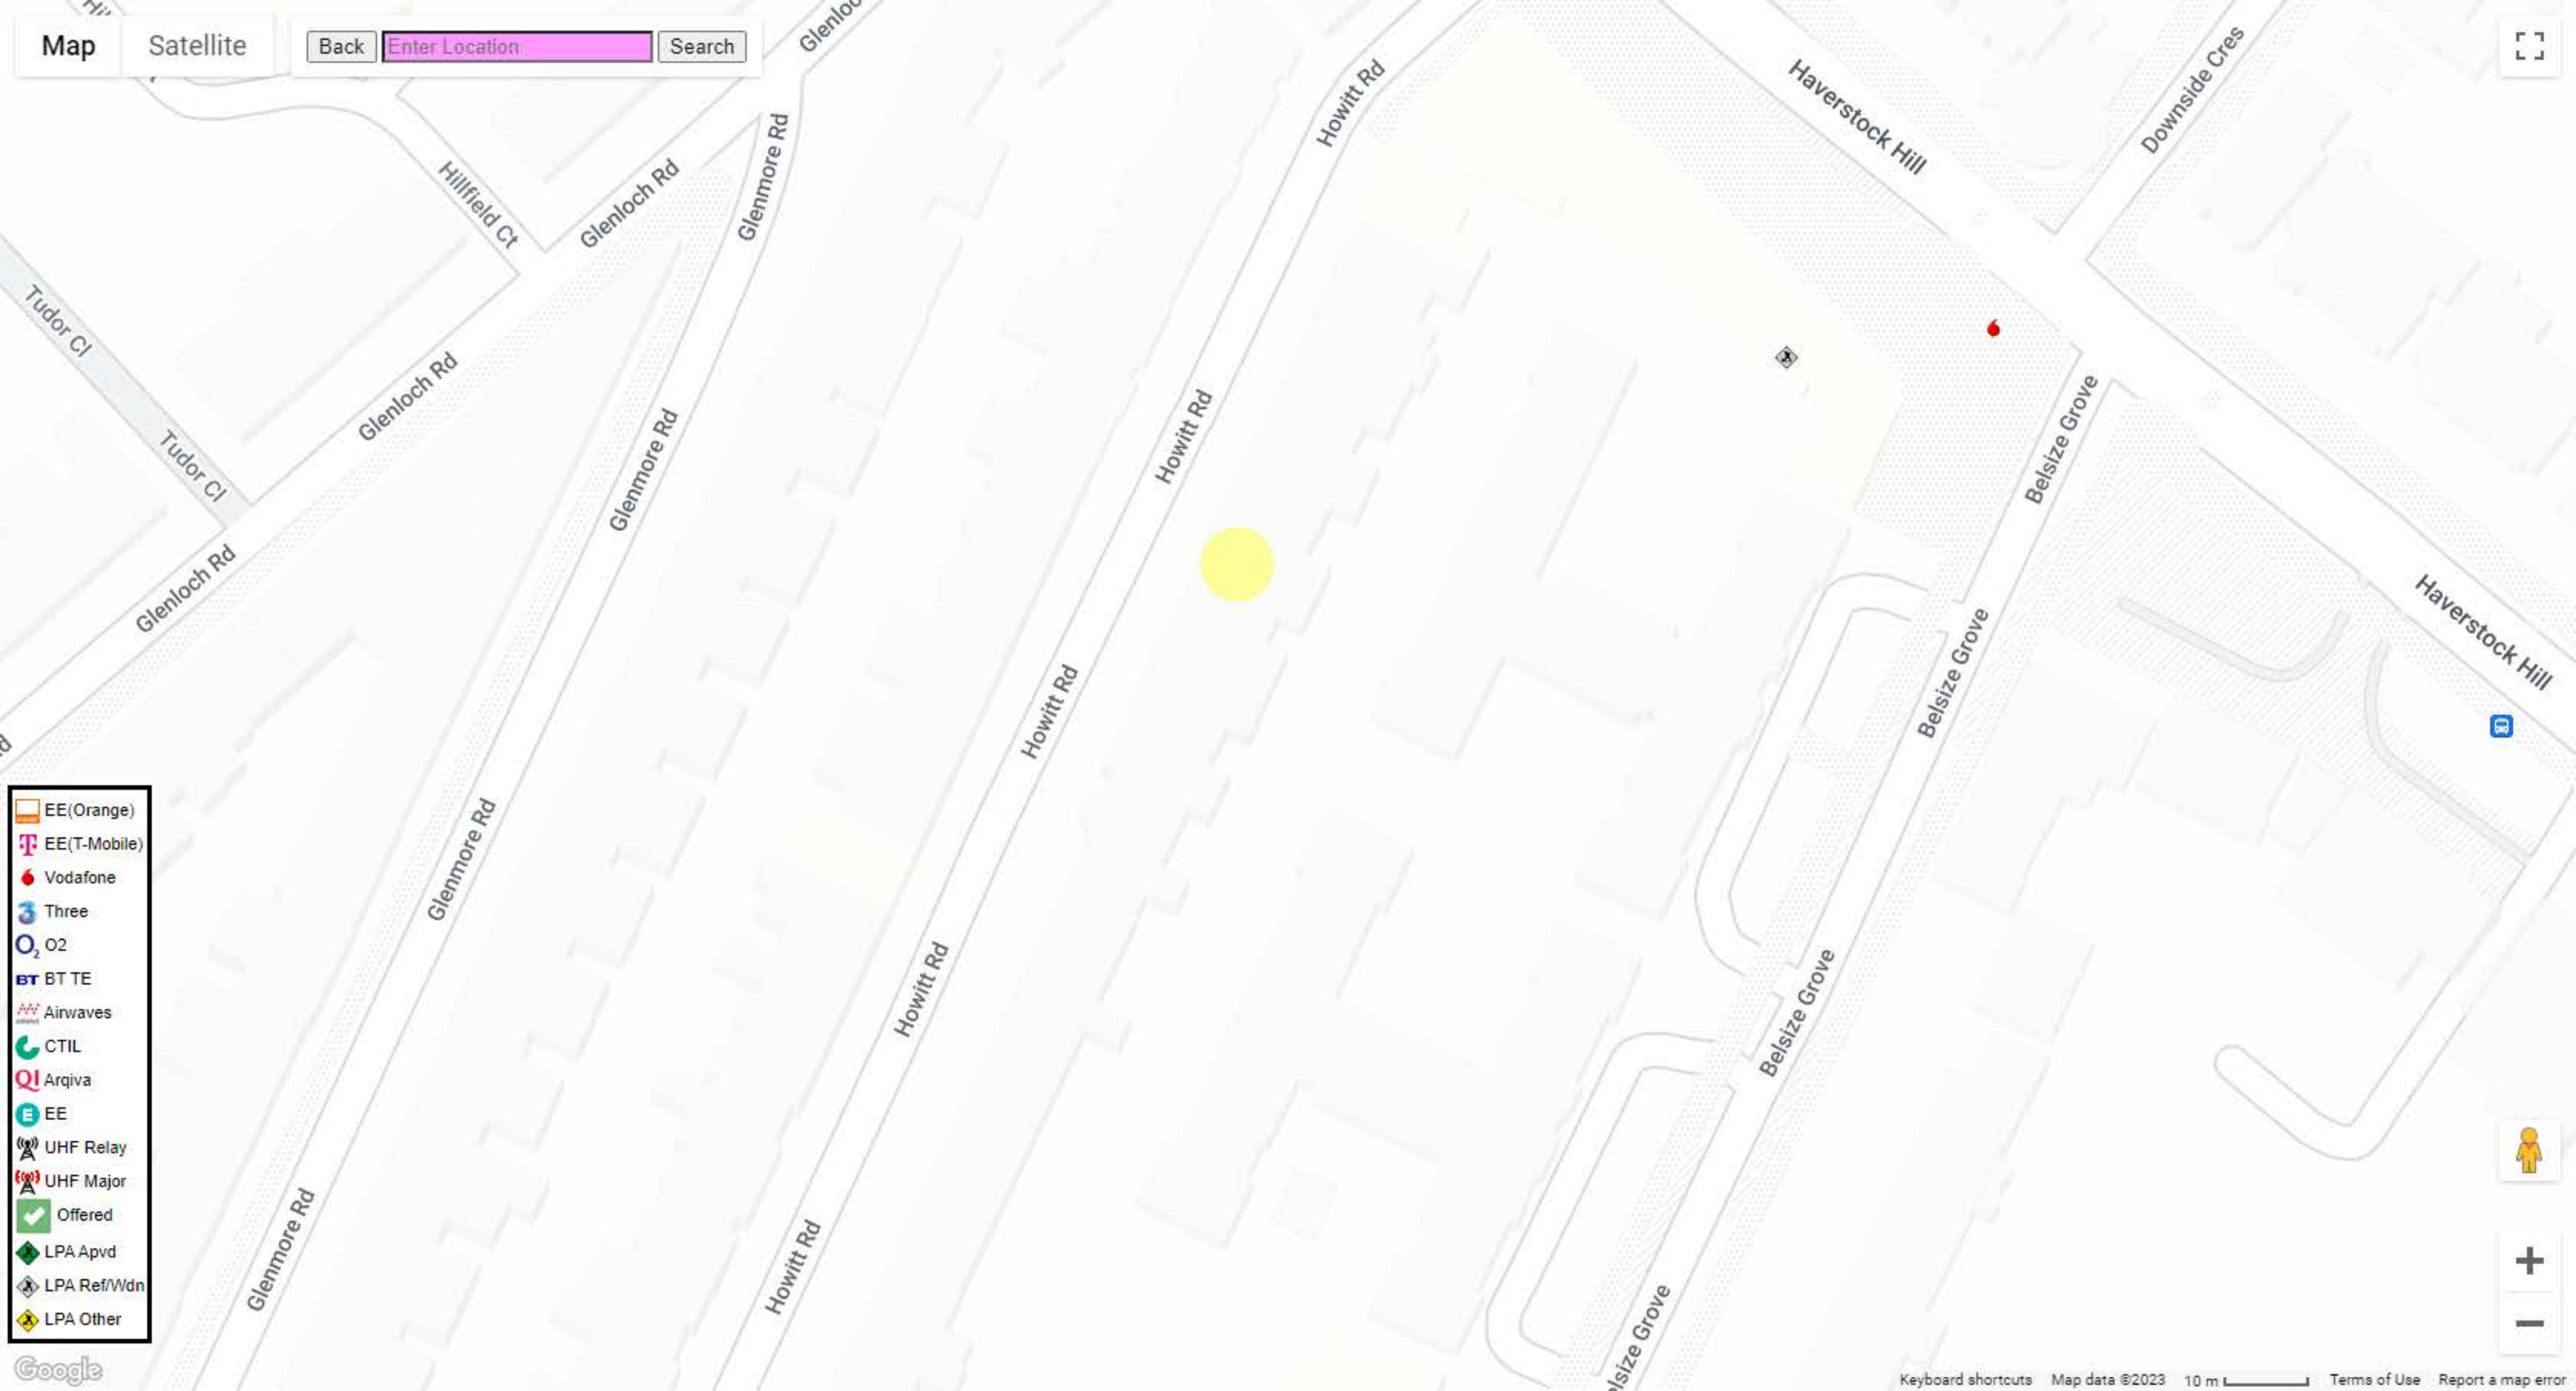 Map
Satellite
Back
Enter Location
Search
Glenmore Rd
Howitt Rd
Haverstock Hill
Downside Cres
Hillfield Ct
Glenloch Rd
Tudor Cl
Glenloch Rd
Tudor Cl
Glenmore Rd
Howitt Rd
Belsize Grove
Glenloch Rd
Howitt Rd
Belsize Grove
Haverstock Hill
Glenmore Rd
Howitt Rd
Belsize Grove
Glenmore Rd
Howitt Rd
EE(Orange)
EE(T-Mobile)
Vodafone
Three
O2 O2
BT BT TE
Airwaves
CTIL
Arqiva
E EE
UHF Relay
UHF Major
Offered
LPA Apvd
LPA Ref/Wdn
LPA Other
Google
Keyboard shortcuts
Map data ©2023
10 m
Terms of Use
Report a map error